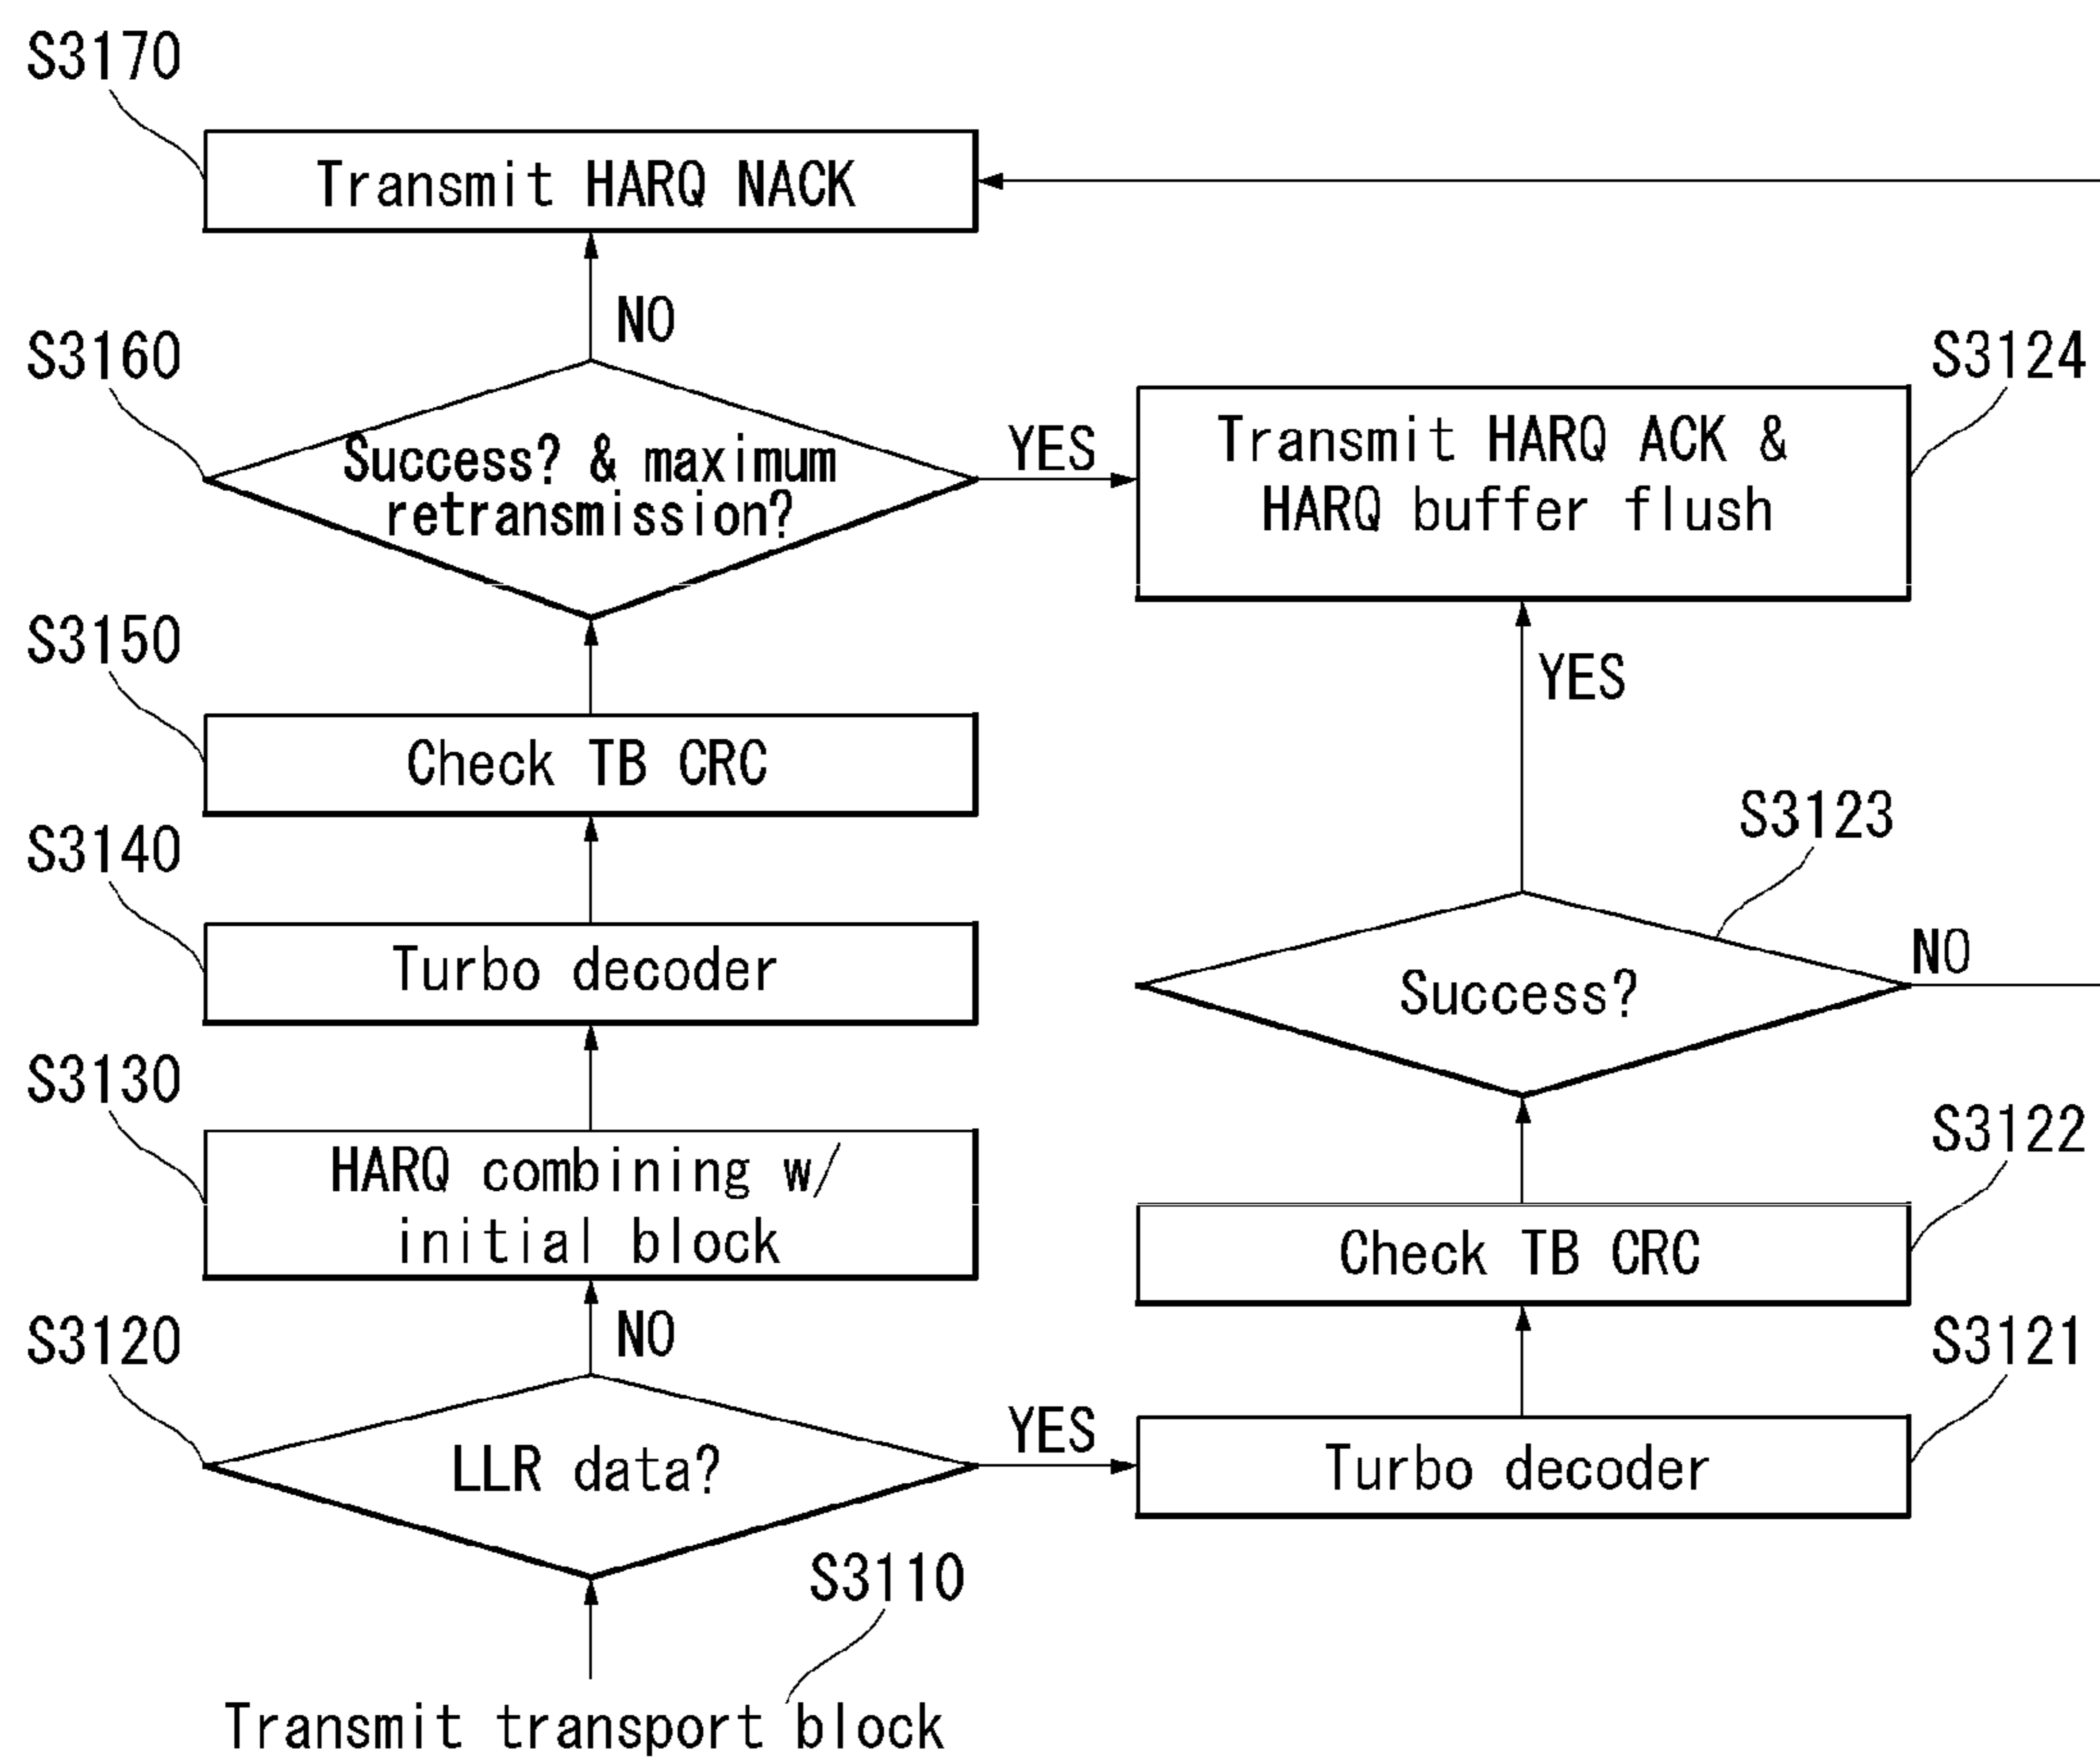 S3170
Transmit HARQ NACK
NO
S3160
Success? & maximum
retransmission?
YES
S3124
Transmit HARQ ACK &
HARQ buffer flush
S3150
YES
Check TB CRC
S3123
S3140
NO
Turbo decoder
Success?
S3130
S3122
HARQ combining w/
initial block
Check TB CRC
S3120
NO
S3121
LLR data?
YES
Turbo decoder
S3110
Transmit transport block